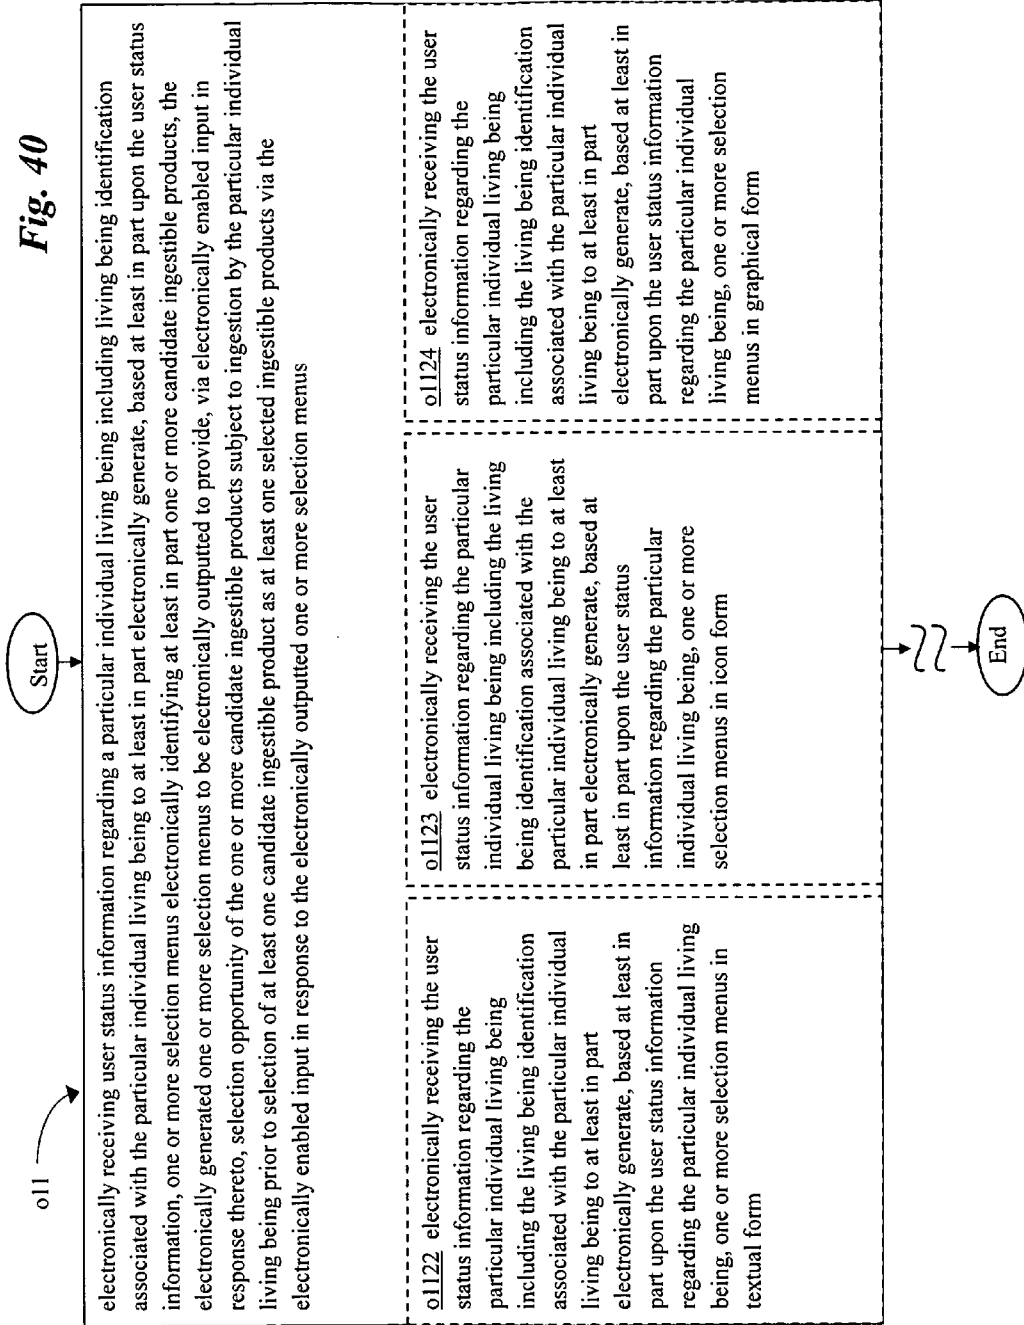 Fig. 40
Start
o11
electronically receiving user status information regarding a particular individual living being including living being identification
associated with the particular individual living being to at least in part electronically generate, based at least in part upon the user status
information, one or more selection menus electronically identifying at least in part one or more candidate ingestible products, the
electronically generated one or more selection menus to be electronically outputted to provide, via electronically enabled input in
response thereto, selection opportunity of the one or more candidate ingestible products subject to ingestion by the particular individual
living being prior to selection of at least one candidate ingestible product as at least one selected ingestible products via the
electronically enabled input in response to the electronically outputted one or more selection menus
o1122 electronically receiving the user
status information regarding the
particular individual living being
including the living being identification
associated with the particular individual
living being to at least in part
electronically generate, based at least in
part upon the user status information
regarding the particular individual living
being, one or more selection menus in
textual form
o1123 electronically receiving the user
status information regarding the particular
individual living being including the living
being identification associated with the
particular individual living being to at least
in part electronically generate, based at
least in part upon the user status
information regarding the particular
individual living being, one or more
selection menus in icon form
o1124 electronically receiving the user
status information regarding the
particular individual living being
including the living being identification
associated with the particular individual
living being to at least in part
electronically generate, based at least in
part upon the user status information
regarding the particular individual
living being, one or more selection
menus in graphical form
End